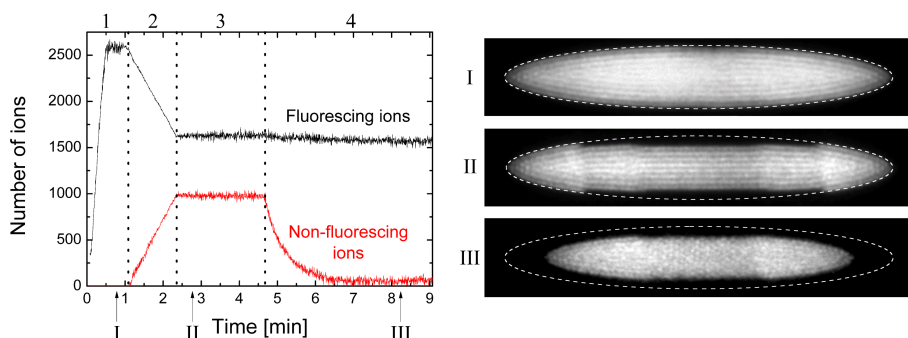 1 2 3 4
2500
2000
1500
1000
500
0
Number of ions
Fluorescing ions
Non-fluorescing
ions
0 1 2 3 4 5 6 7 8 9
I II III
Time [min]
I
II
III